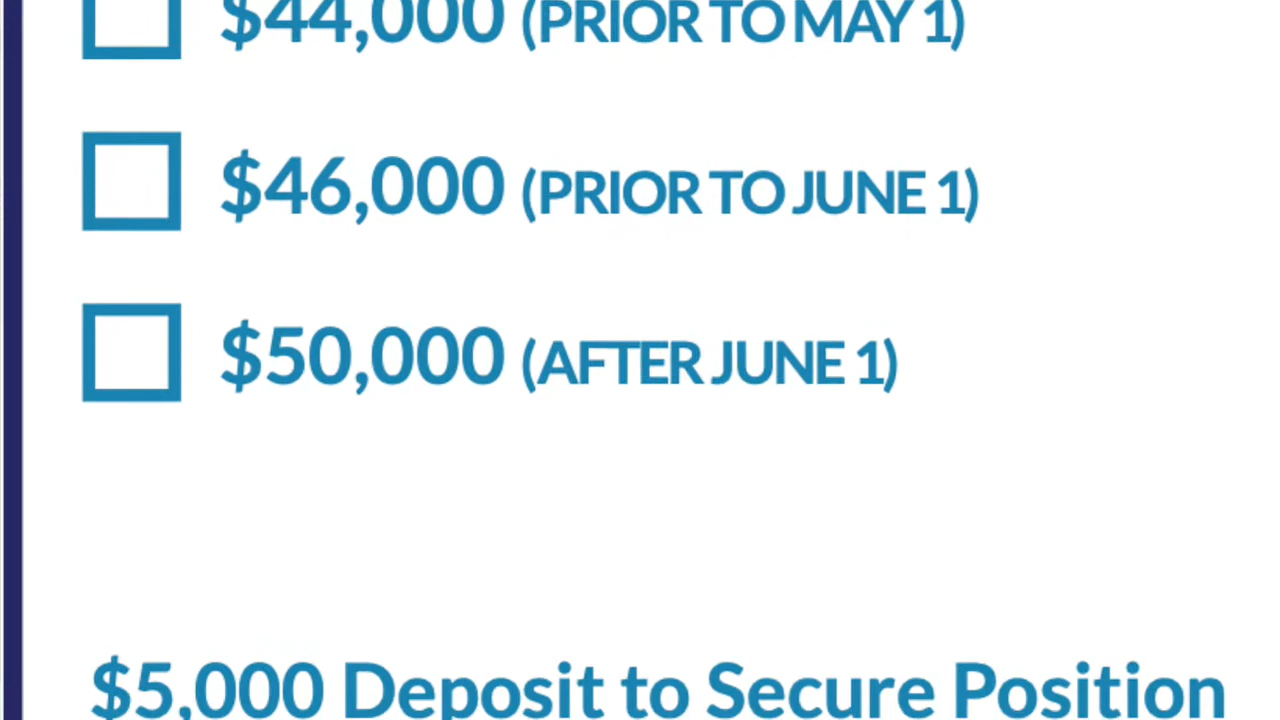 $44,000 (PRIOR TO MAY 1)
$46,000 (PRIOR TO JUNE 1)
$50,000 (AFTER JUNE 1)
$5,000 Deposit to Secure Position